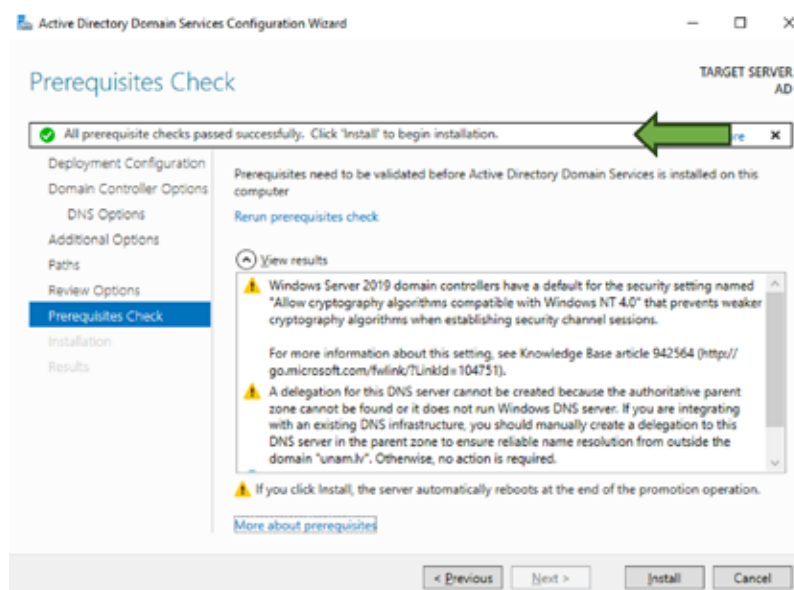 Active Directory Domain Services Configuration Wizard
Prerequisites Check
TARGET SERVER
AD
All prerequisite checks passed successfully. Click 'Install' to begin installation.
re
Deployment Configuration
Domain Controller Options
DNS Options
Additional Options
Paths
Review Options
Prerequisites Check
Installation
Results
Prerequisites need to be validated before Active Directory Domain Services is installed on this
computer
Rerun prerequisites check
View results
Windows Server 2019 domain controllers have a default for the security setting named
"Allow cryptography algorithms compatible with Windows NT 4.0" that prevents weaker
cryptography algorithms when establishing security channel sessions.
For more information about this setting, see Knowledge Base article 942564 (http://
go.microsoft.com/fwlink/?LinkId=104751).
A delegation for this DNS server cannot be created because the authoritative parent
zone cannot be found or it does not run Windows DNS server. If you are integrating
with an existing DNS infrastructure, you should manually create a delegation to this
DNS server in the parent zone to ensure reliable name resolution from outside the
domain "unam.lv". Otherwise, no action is required.
If you click Install, the server automatically reboots at the end of the promotion operation.
More about prerequisites
< Previous
Next >
Install
Cancel